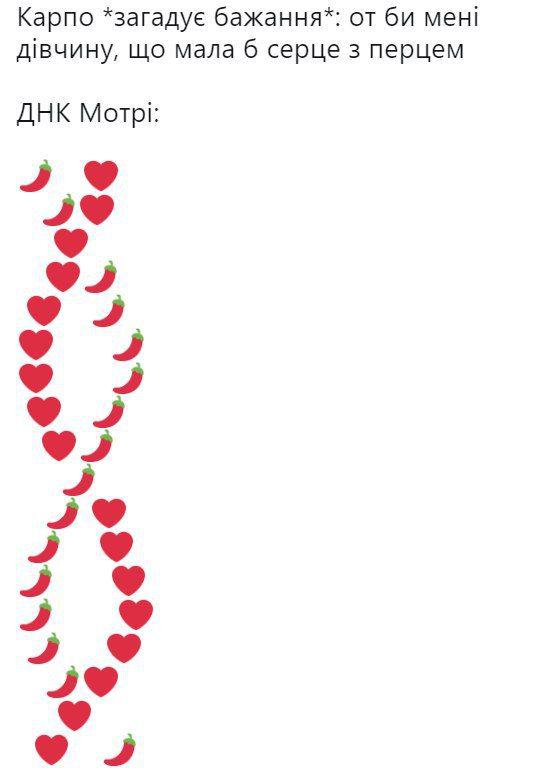 Карпо *загадує бажання*: от би мені
дівчину, що мала б серце з перцем
ДНК Мотрі: